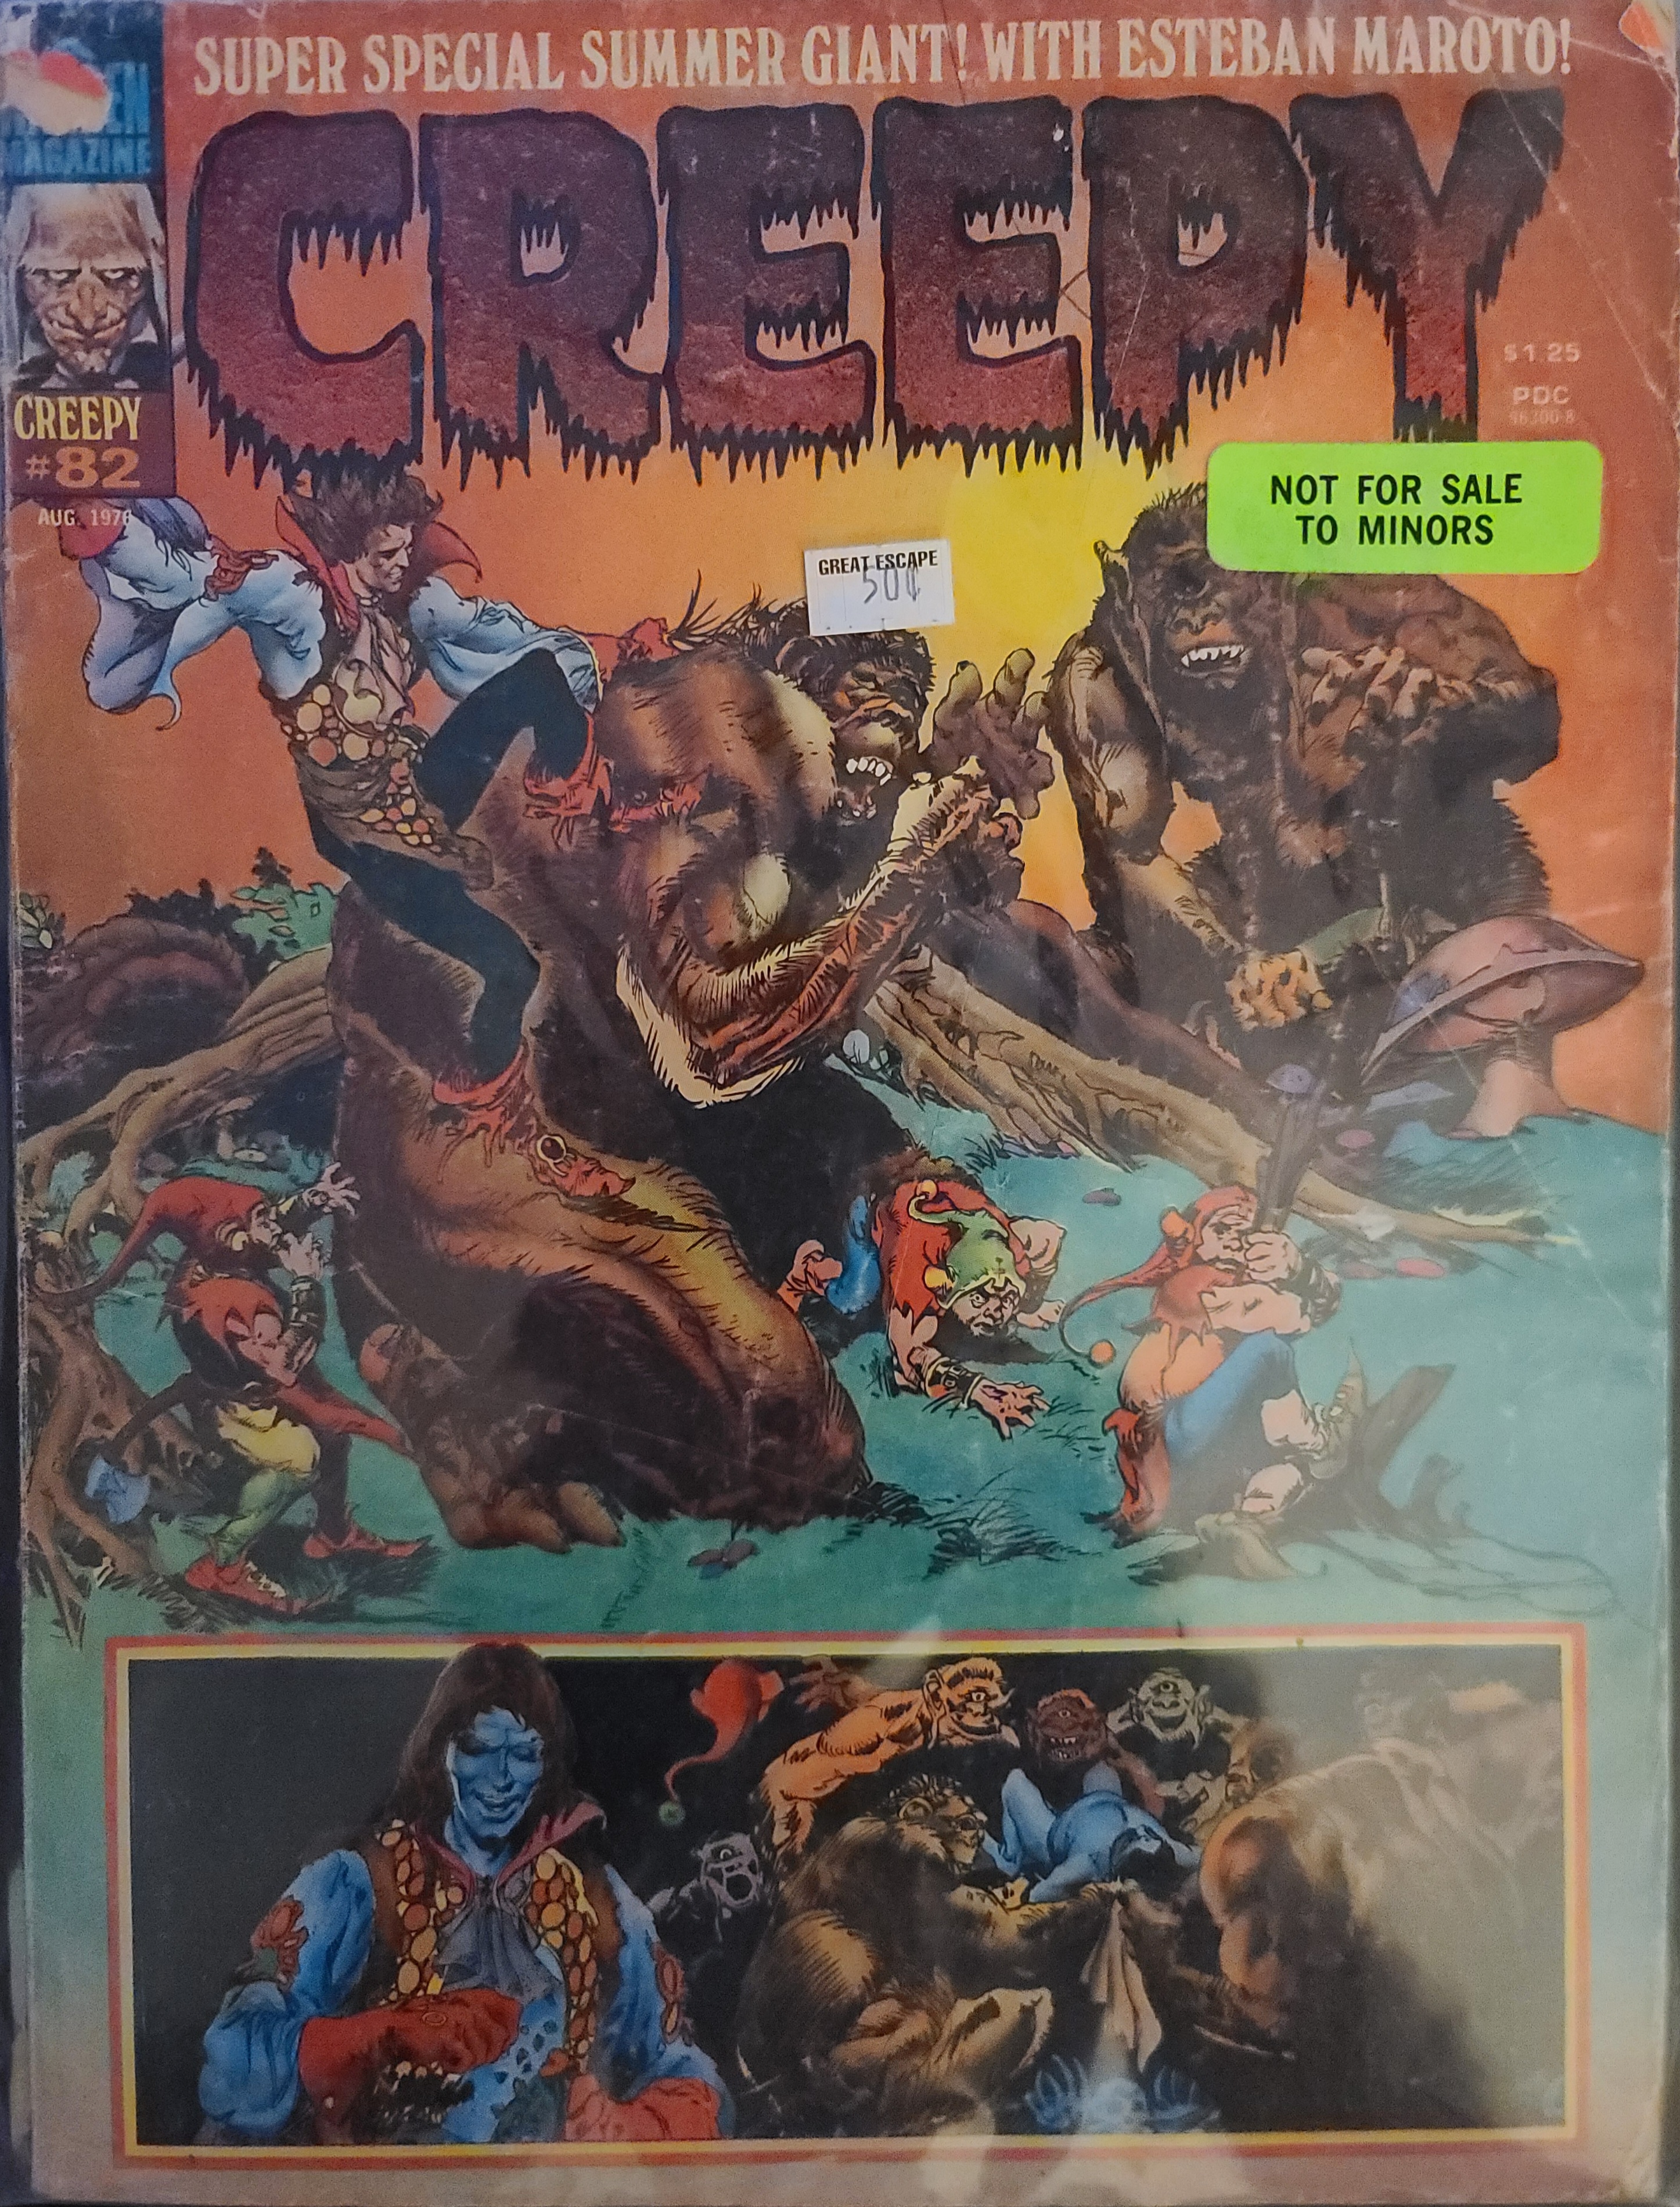 SUPER SPECIAL SUMMER GIANT! WITH ESTEBAN MAROTO!
MAGAZINE
CREEPY
CREEPY
#82
AUG. 1976
$1.25
PDC
NOT FOR SALE
TO MINORS
GREAT ESCAPE
50¢